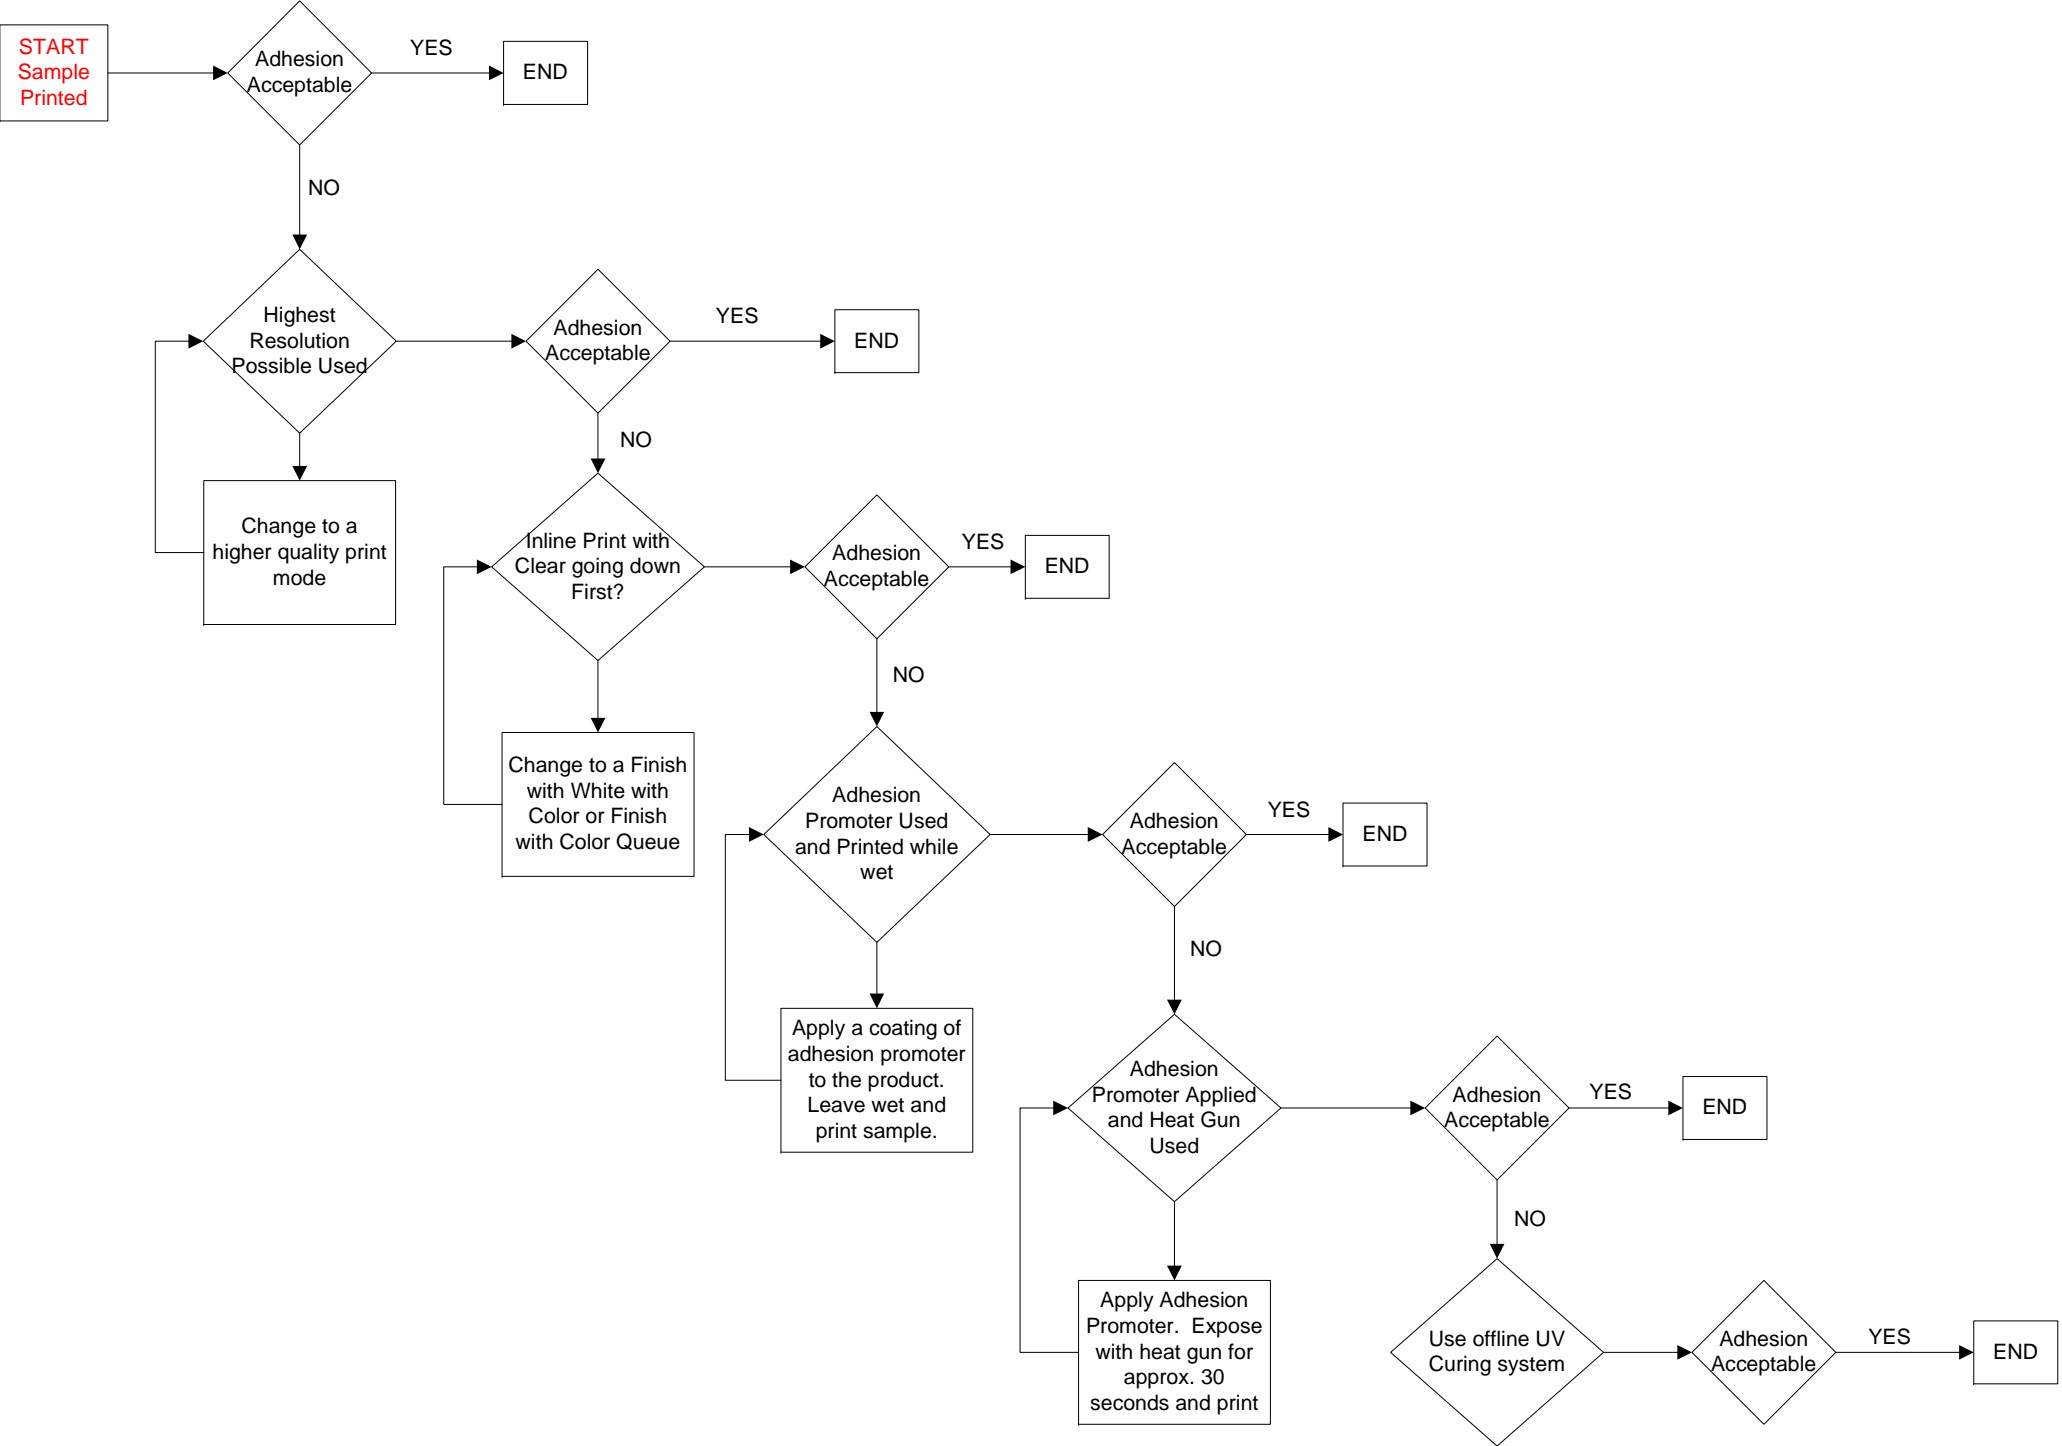 START
Sample
Printed
Adhesion
Acceptable
YES
END
NO
Highest
Resolution
Possible Used
Adhesion
Acceptable
YES
END
NO
Change to a
higher quality print
mode
Inline Print with
Clear going down
First?
Adhesion
Acceptable
YES
END
NO
Change to a Finish
with White with
Color or Finish
with Color Queue
Adhesion
Promoter Used
and Printed while
wet
Adhesion
Acceptable
YES
END
NO
Apply a coating of
adhesion promoter
to the product.
Leave wet and
print sample.
Adhesion
Promoter Applied
and Heat Gun
Used
Adhesion
Acceptable
YES
END
NO
Apply Adhesion
Promoter.  Expose
with heat gun for
approx. 30
seconds and print
Use offline UV
Curing system
Adhesion
Acceptable
YES
END